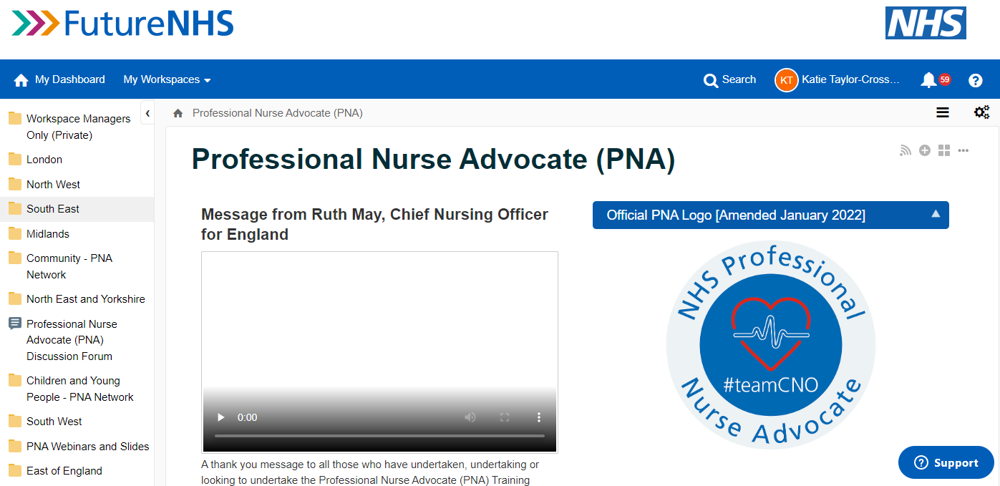 FutureNHS
NHS
My Dashboard
My Workspaces
Search
KT
Katie Taylor-Cross...
59
?
Workspace Managers
Only (Private)
London
North West
South East
Midlands
Community - PNA
Network
North East and Yorkshire
Professional Nurse
Advocate (PNA)
Discussion Forum
Children and Young
People - PNA Network
South West
PNA Webinars and Slides
East of England
Professional Nurse Advocate (PNA)
Professional Nurse Advocate (PNA)
Message from Ruth May, Chief Nursing Officer
for England
0:00
A thank you message to all those who have undertaken, undertaking or
looking to undertake the Professional Nurse Advocate (PNA) Training
Official PNA Logo [Amended January 2022]
NHS Professional
#teamCNO
Nurse Advocate
? Support